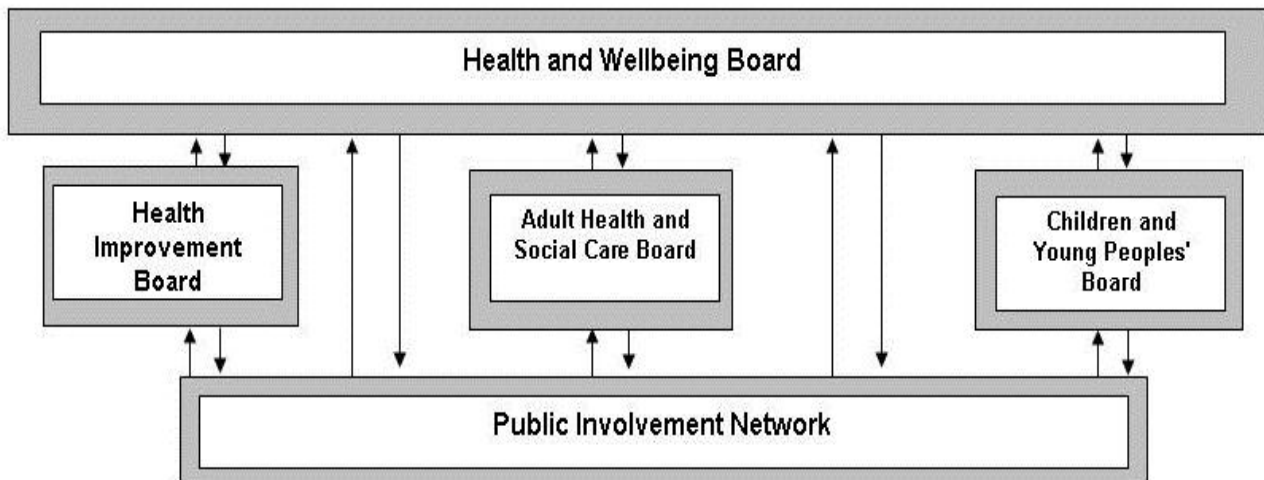 Health and Wellbeing Board
Health
Improvement
Board
Adult Health and
Social Care Board
Children and
Young Peoples'
Board
Public Involvement Network